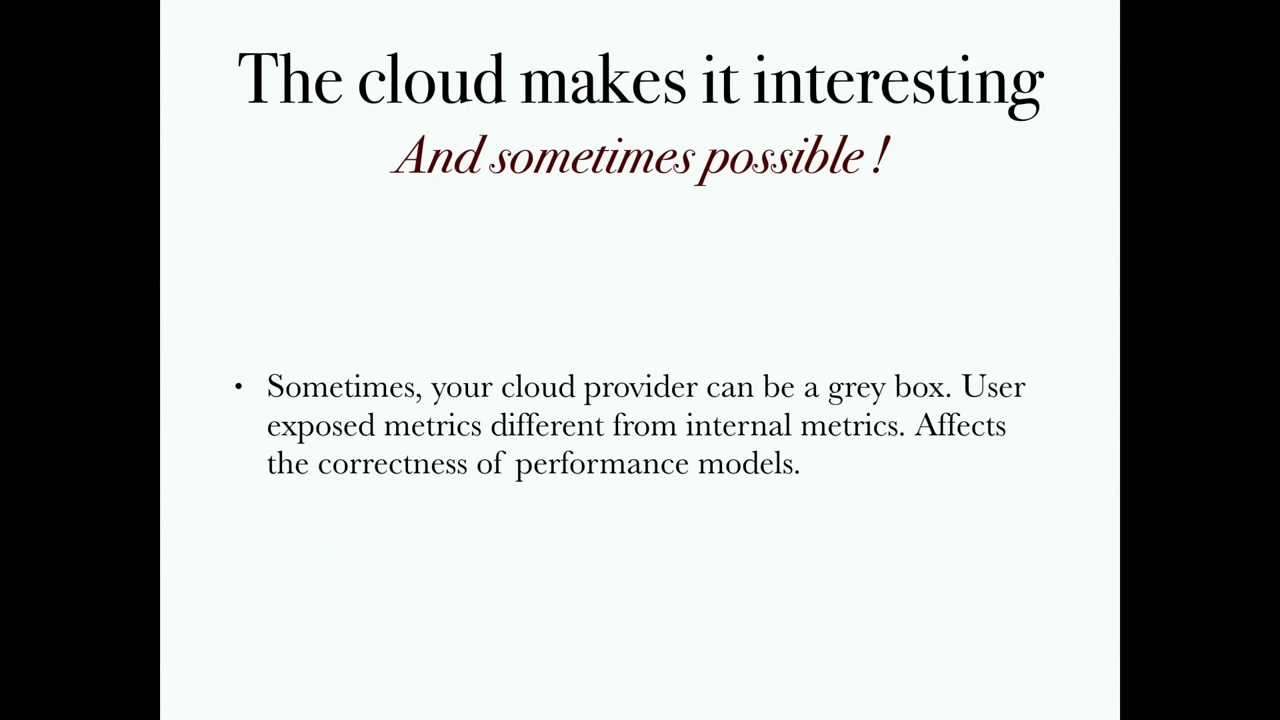 The cloud makes it interesting
And sometimes possible !
• Sometimes, your cloud provider can be a grey box. User
exposed metrics different from internal metrics. Affects
the correctness of performance models.